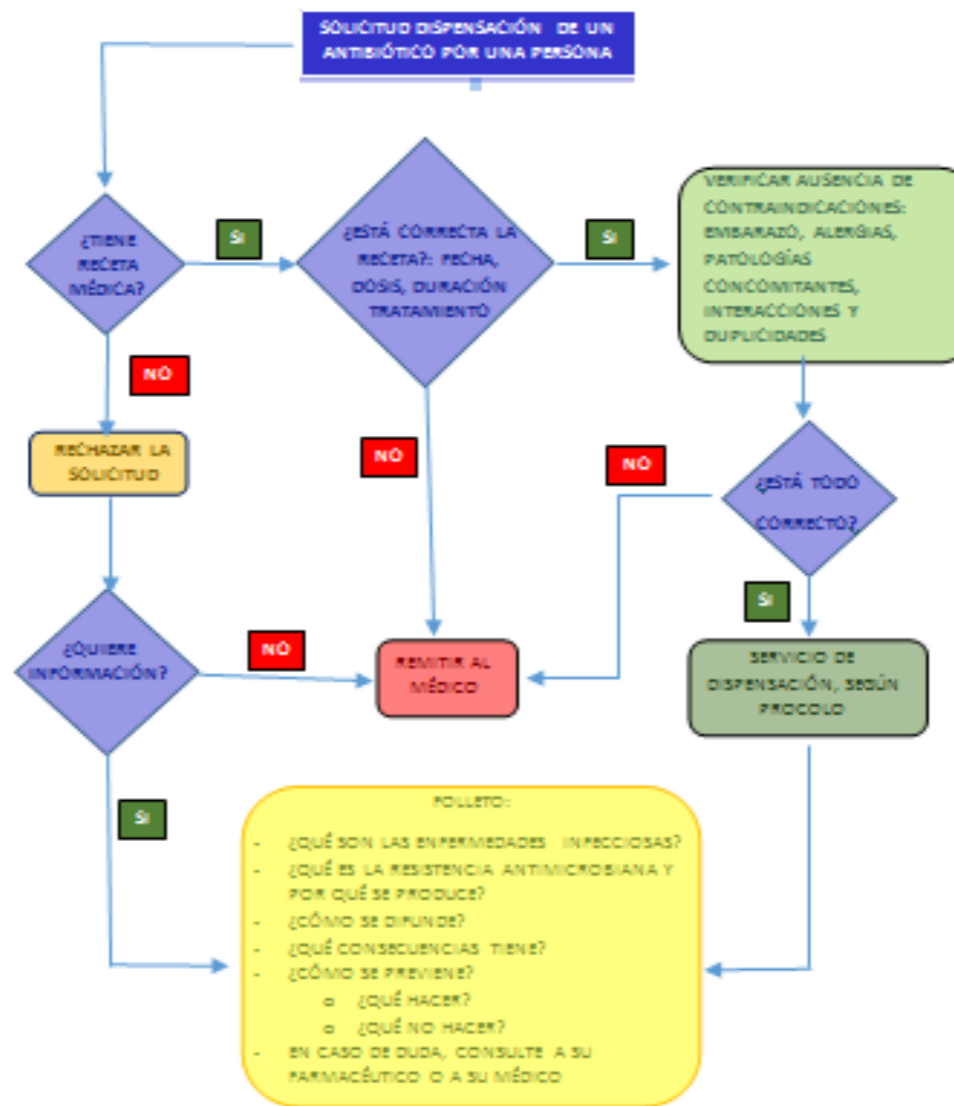 SOLICITUD DISPENSACIÓN DE UN
ANTIBIÓTICO POR UNA PERSONA
¿TIENE
RECETA
MÉDICA?
SI
¿ESTÁ CORRECTA LA
RECETA?: FECHA,
DOSIS, DURACIÓN
TRATAMIENTO
SI
VERIFICAR AUSENCIA DE
CONTRAINDICACIONES:
EMBARAZO, ALERGIAS,
PATOLOGÍAS
CONCOMITANTES,
INTERACCIONES Y
DUPLICIDADES
NO
RECHAZAR LA
SOLICITUD
NO
NO
¿ESTÁ TODO
CORRECTO?
SI
¿QUIERE
INFORMACIÓN?
NO
REMITIR AL
MÉDICO
SERVICIO DE
DISPENSACIÓN, SEGÚN
PROCOLO
SI
FOLLETO:
- ¿QUÉ SON LAS ENFERMEDADES INFECCIOSAS?
- ¿QUÉ ES LA RESISTENCIA ANTIMICROBIANA Y
POR QUÉ SE PRODUCE?
- ¿CÓMO SE DIFUNDE?
- ¿QUÉ CONSECUENCIAS TIENE?
- ¿CÓMO SE PREVIENE?
o ¿QUÉ HACER?
o ¿QUÉ NO HACER?
- EN CASO DE DUDA, CONSULTE A SU
FARMACÉUTICO O A SU MÉDICO